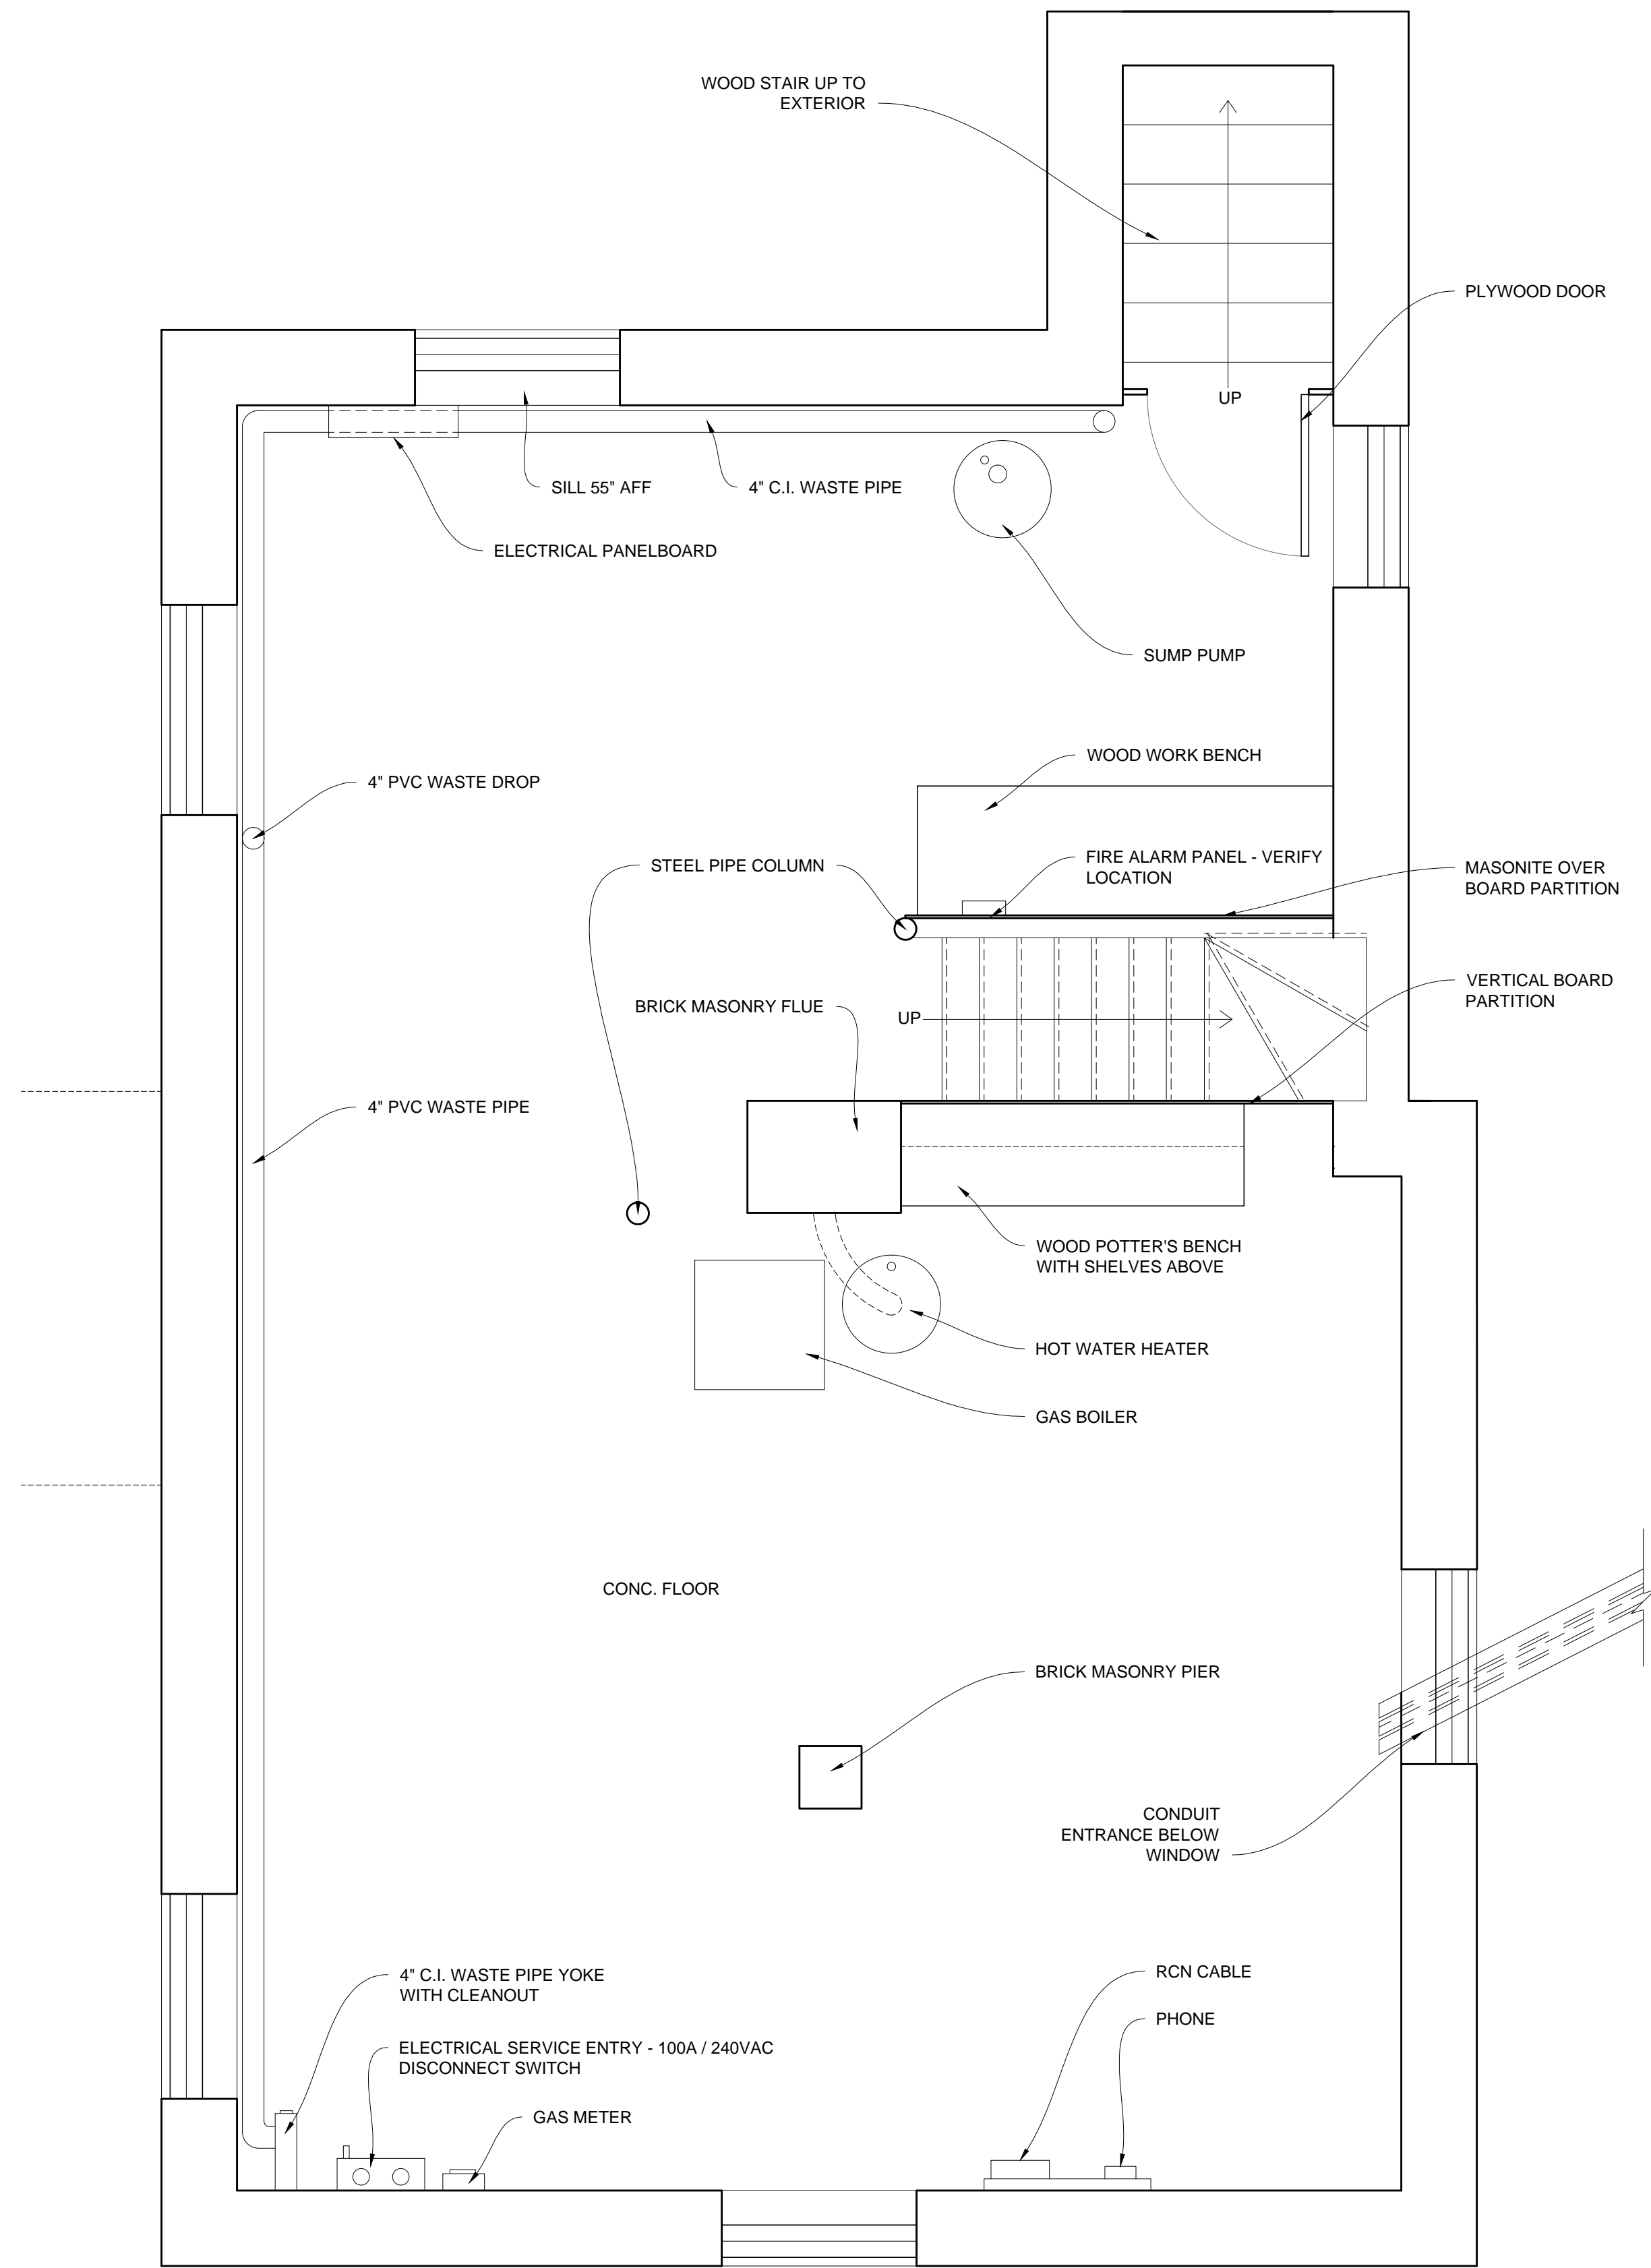 WOOD STAIR UP TO
EXTERIOR
PLYWOOD DOOR
UP
SILL 55" AFF
4" C.I. WASTE PIPE
ELECTRICAL PANELBOARD
SUMP PUMP
WOOD WORK BENCH
4" PVC WASTE DROP
STEEL PIPE COLUMN
FIRE ALARM PANEL - VERIFY
LOCATION
MASONITE OVER
BOARD PARTITION
BRICK MASONRY FLUE
UP
VERTICAL BOARD
PARTITION
4" PVC WASTE PIPE
WOOD POTTER'S BENCH
WITH SHELVES ABOVE
HOT WATER HEATER
GAS BOILER
CONC. FLOOR
BRICK MASONRY PIER
CONDUIT
ENTRANCE BELOW
WINDOW
4" C.I. WASTE PIPE YOKE
WITH CLEANOUT
RCN CABLE
PHONE
ELECTRICAL SERVICE ENTRY - 100A / 240VAC
DISCONNECT SWITCH
GAS METER